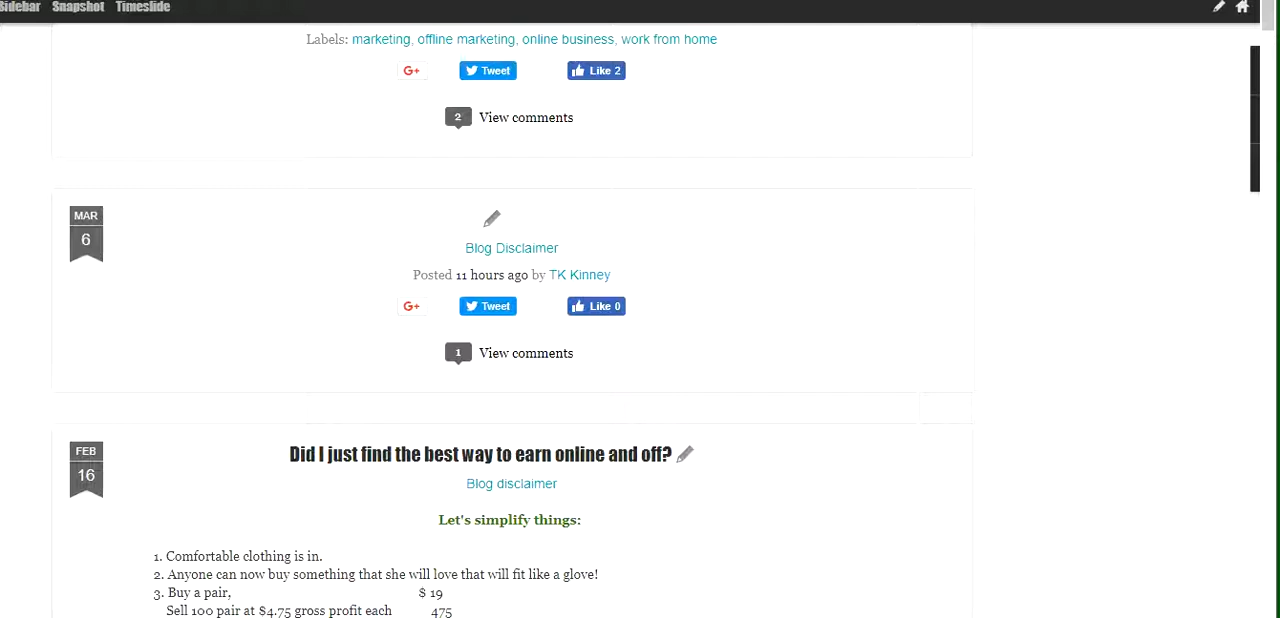 Sidebar Snapshot Timeslide
Labels: marketing, offline marketing, online business, work from home
G+ Tweet Like 2
2 View comments
MAR
6
Blog Disclaimer
Posted 11 hours ago by TK Kinney
G+ Tweet Like 0
1 View comments
FEB
16
Did I just find the best way to earn online and off?
Blog disclaimer
Let's simplify things:
1. Comfortable clothing is in.
2. Anyone can now buy something that she will love that will fit like a glove!
3. Buy a pair, $ 19
Sell 100 pair at $4.75 gross profit each 475